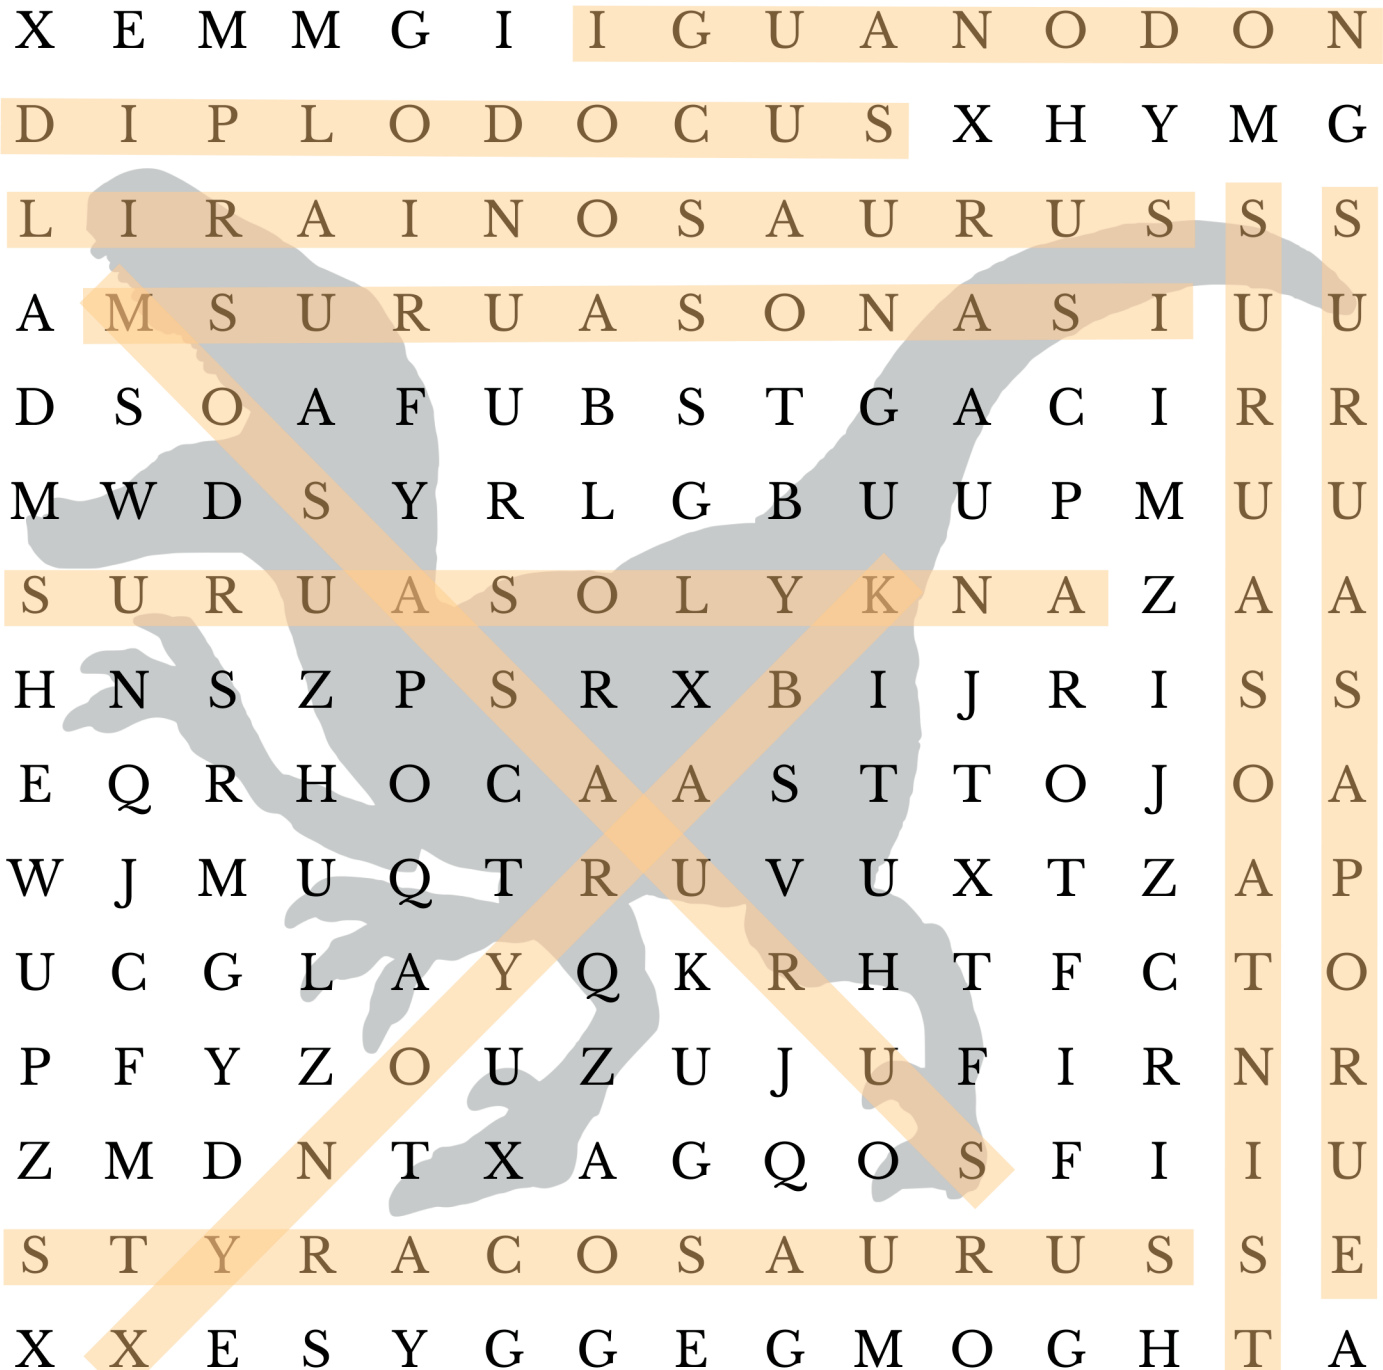 X E M M G I I G U A N O D O N
D I P L O D O C U S X H Y M G
L I R A I N O S A U R U S S S
A M S U R U A S O N A S I U U
D S O A F U B S T G A C I R R
M W D S Y R L G B U U P M U U
S U R U A S O L Y K N A Z A A
H N S Z P S R X B I J R I S S
E Q R H O C A A S T T O J O A
W J M U Q T R U V U X T Z A P
U C G L A Y Q K R H T F C T O
P F Y Z O U Z U J U F I R N R
Z M D N T X A G Q O S F I I U
S T Y R A C O S A U R U S S E
X X E S Y G G E G M O G H T A